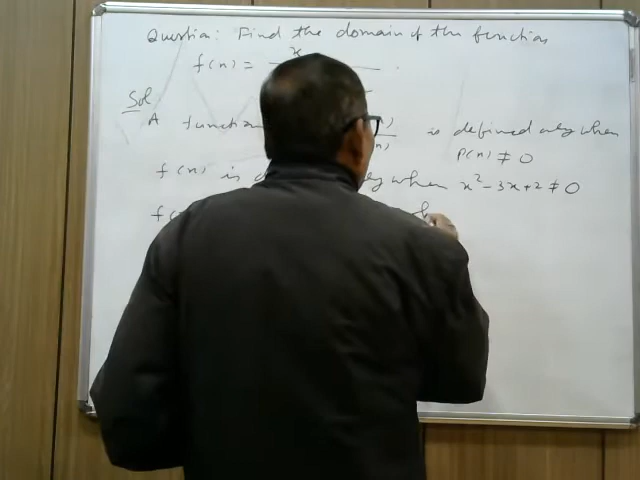 Question: Find the domain of the function
f(x) = x
Sol
A function is defined only when
p(x) ≠ 0
f(x) is only when x² - 3x + 2 ≠ 0
f(